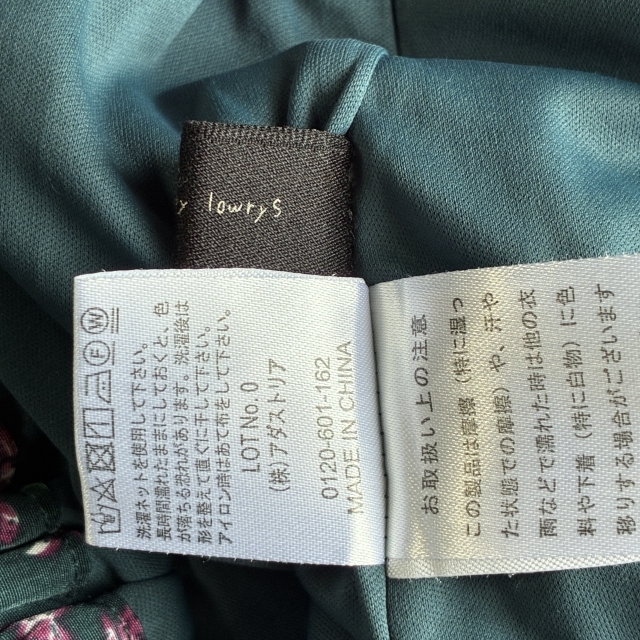 y lowrys
洗濯ネットを使用して下さい。
長時間濡れたままにしておくと、色
が落ちる恐れがあります。洗濯後は
形を整えて直ぐに干して下さい。
アイロン時はあて布をして下さい。
LOT No. 0
(株)アダストリア
0120-601-162
MADE IN CHINA
お取扱い上の注意
この製品は摩擦（特に湿っ
た状態での摩擦）や、汗や
雨などで濡れた時は他の衣
料や下着（特に白物）に色
移りする場合がございます